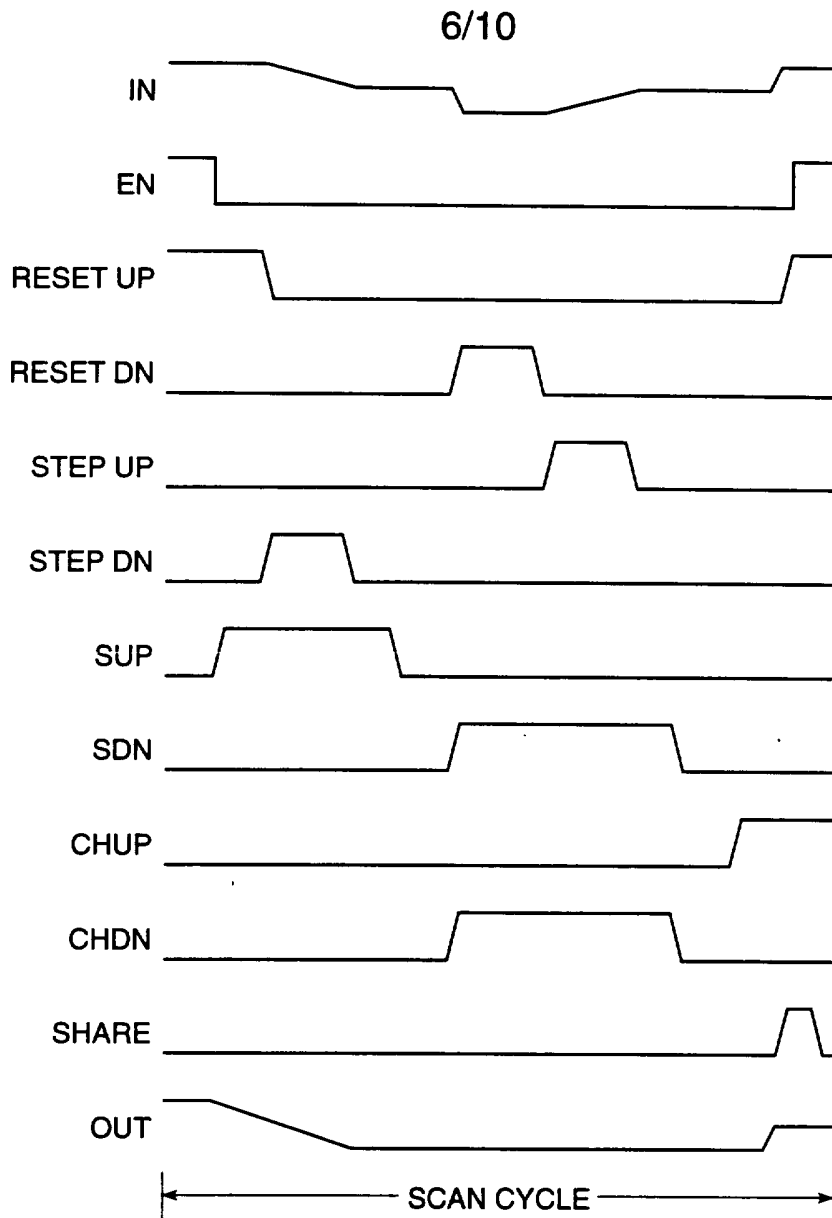 6/10
IN
EN
RESET UP
RESET DN
STEP UP
STEP DN
SUP
SDN
CHUP
CHDN
SHARE
OUT
SCAN CYCLE